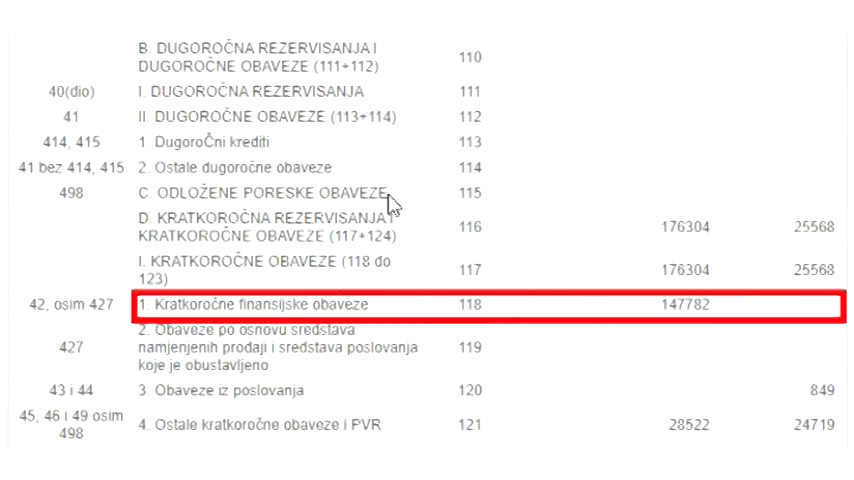 B. DUGOROČNA REZERVISANJA I
DUGOROČNE OBAVEZE (111+112) 110
40(dio) I. DUGOROČNA REZERVISANJA 111
41 II. DUGOROČNE OBAVEZE (113+114) 112
414, 415 1. DugoroČni krediti 113
41 bez 414, 415 2. Ostale dugoročne obaveze 114
498 C. ODLOŽENE PORESKE OBAVEZE 115
D. KRATKOROČNA REZERVISANJA I
KRATKOROČNE OBAVEZE (117+124) 116 176304 25568
I. KRATKOROČNE OBAVEZE (118 do
123) 117 176304 25568
42, osim 427 1. Kratkoročne finansijske obaveze 118 147782
2. Obaveze po osnovu sredstava
427 namjenjenih prodaji i sredstava poslovanja 119
koje je obustavljeno
43 i 44 3. Obaveze iz poslovanja 120 849
45, 46 i 49 osim
498 4. Ostale kratkoročne obaveze i PVR 121 28522 24719